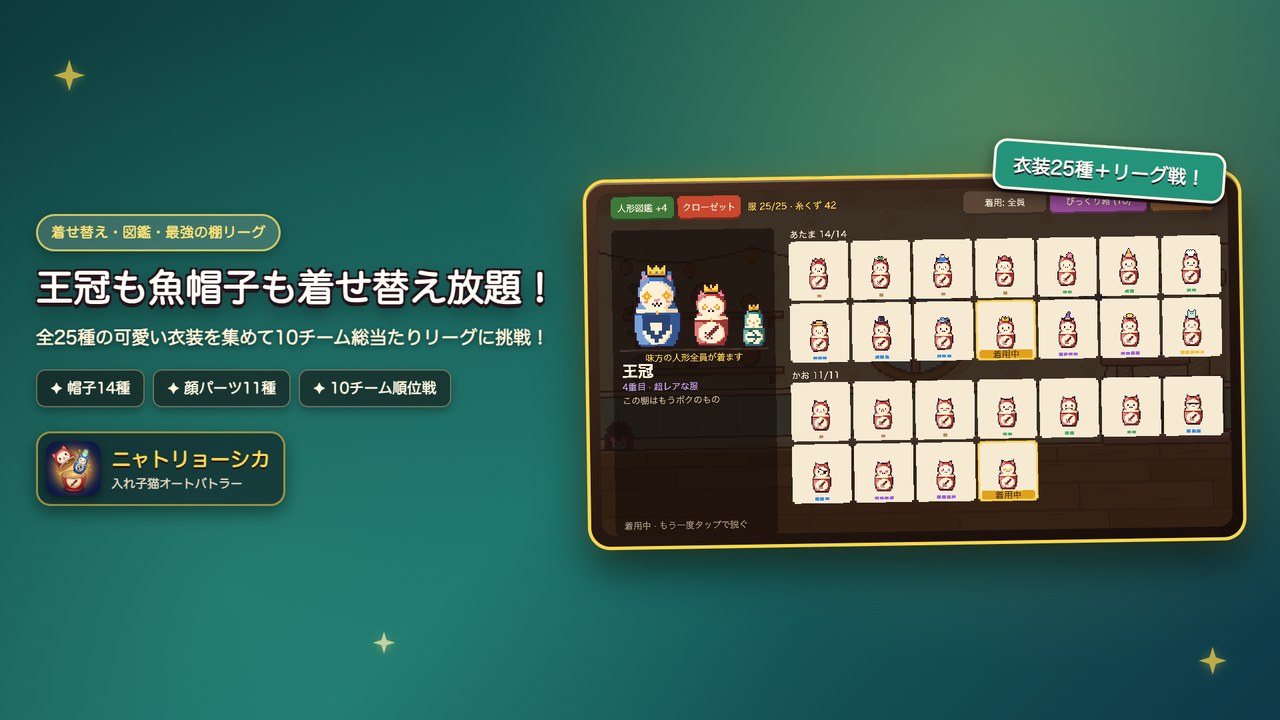 着せ替え・図鑑・最強の棚リーグ
王冠も魚帽子も着せ替え放題！
全25種の可愛い衣装を集めて10チーム総当たりリーグに挑戦！
✦ 帽子14種
✦ 顔パーツ11種
✦ 10チーム順位戦
ニャトリョーシカ
入れ子猫オートバトラー
衣装25種＋リーグ戦！
人形図鑑 +4
クローゼット
服 25/25 · 糸くず 42
着用: 全員
びっくり箱 (10)
味方の人形全員が着ます
王冠
4重目 · 超レアな服
この棚はもうボクのもの
着用中 · もう一度タップで脱ぐ
あたま 14/14
着用中
かお 11/11
着用中